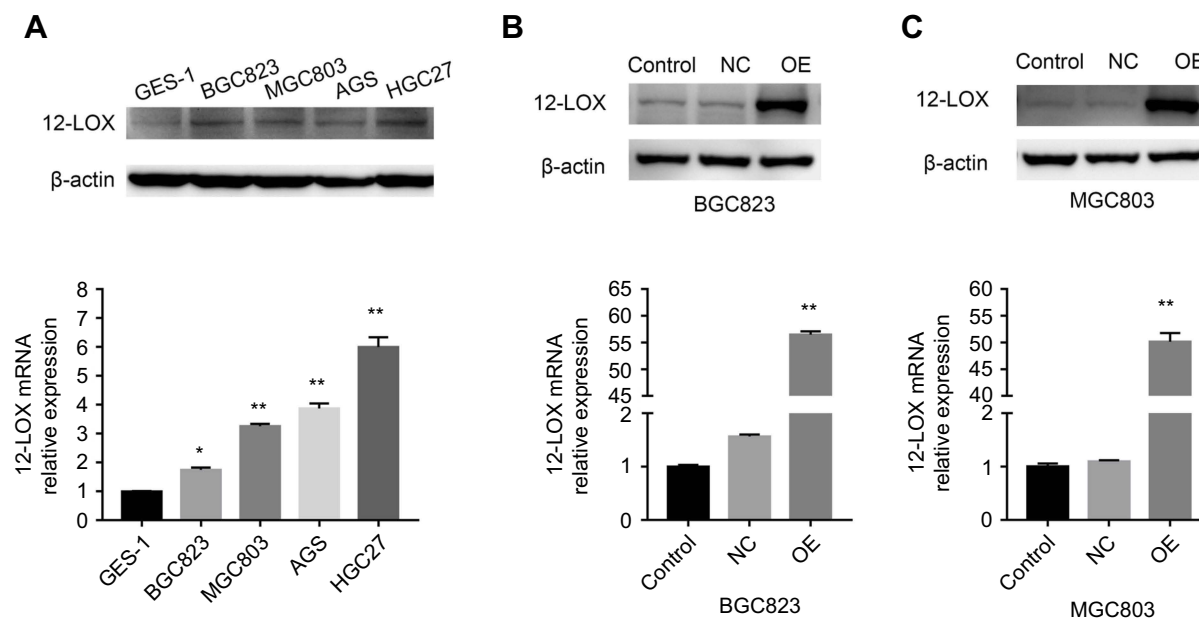 A
GES-1 BGC823 MGC803 AGS HGC27
12-LOX
β-actin
12-LOX mRNA
relative expression
8
7
6
5
4
3
2
1
0
*
**
**
**
GES-1
BGC823
MGC803
AGS
HGC27
B
Control NC OE
12-LOX
β-actin
BGC823
12-LOX mRNA
relative expression
65
60
55
50
45
2
1
0
**
Control
NC
OE
BGC823
C
Control NC OE
12-LOX
β-actin
MGC803
12-LOX mRNA
relative expression
60
55
50
45
40
2
1
0
**
Control
NC
OE
MGC803